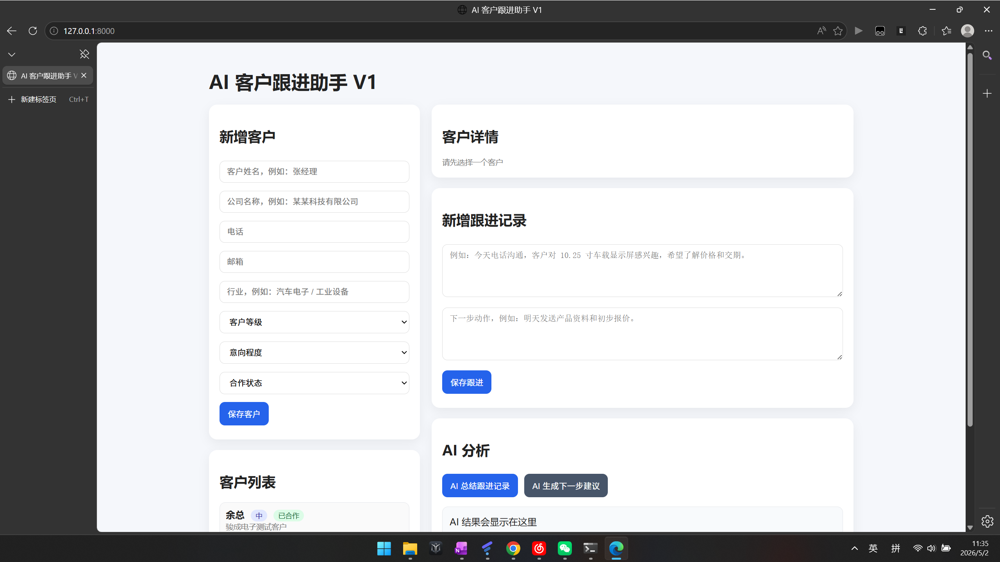 AI 客户跟进助手 V1
127.0.0.1:8000
AI 客户跟进助手 V
新建标签页 Ctrl+T
AI 客户跟进助手 V1
新增客户
客户姓名，例如：张经理
公司名称，例如：某某科技有限公司
电话
邮箱
行业，例如：汽车电子 / 工业设备
客户等级
意向程度
合作状态
保存客户
客户列表
余总 中 已合作
骏成电子测试客户
客户详情
请先选择一个客户
新增跟进记录
例如：今天电话沟通，客户对 10.25 寸车载显示屏感兴趣，希望了解价格和交期。
下一步动作，例如：明天发送产品资料和初步报价。
保存跟进
AI 分析
AI 总结跟进记录 AI 生成下一步建议
AI 结果会显示在这里
英 拼 11:35
2026/5/2